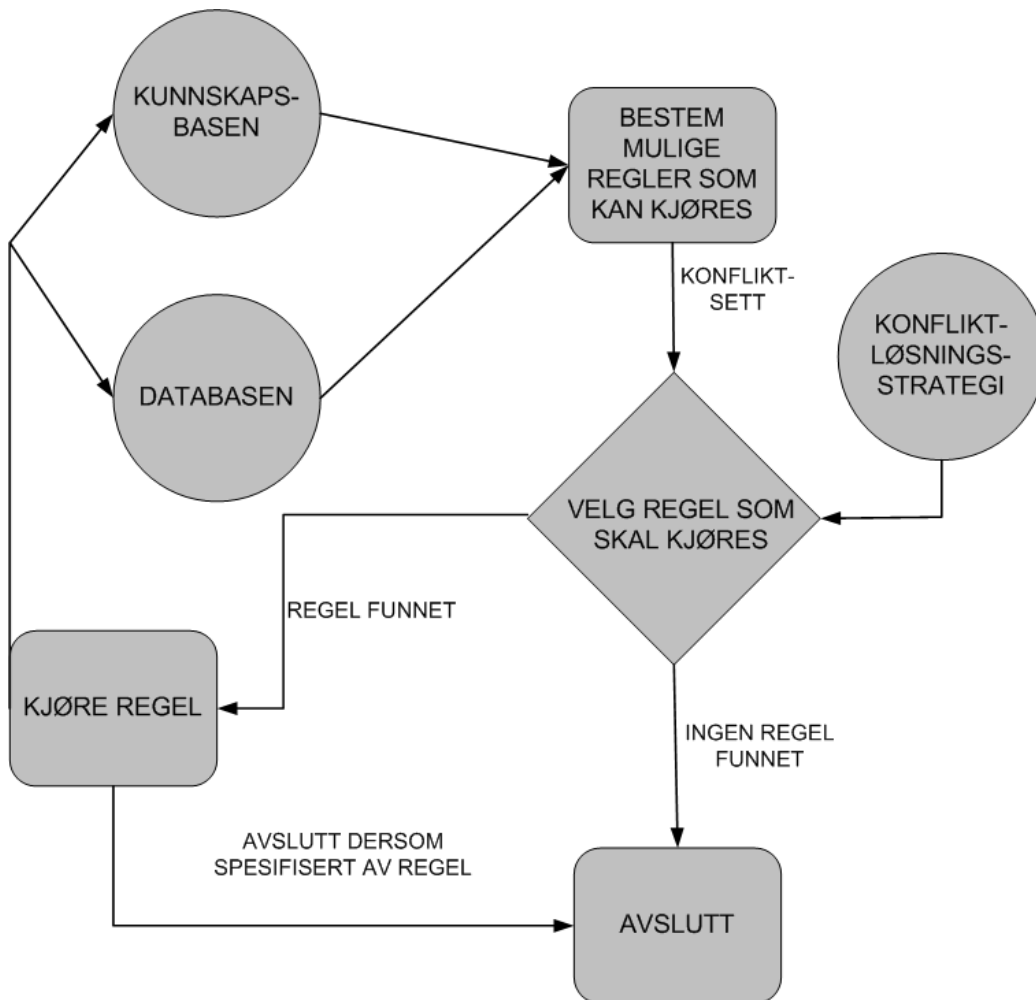 KUNNSKAPS-
BASEN
BESTEM
MULIGE
REGLER SOM
KAN KJØRES
KONFLIKT-
SETT
KONFLIKT-
LØSNINGS-
STRATEGI
DATABASEN
VELG REGEL SOM
SKAL KJØRES
REGEL FUNNET
KJØRE REGEL
INGEN REGEL
FUNNET
AVSLUTT DERSOM
SPESIFISERT AV REGEL
AVSLUTT